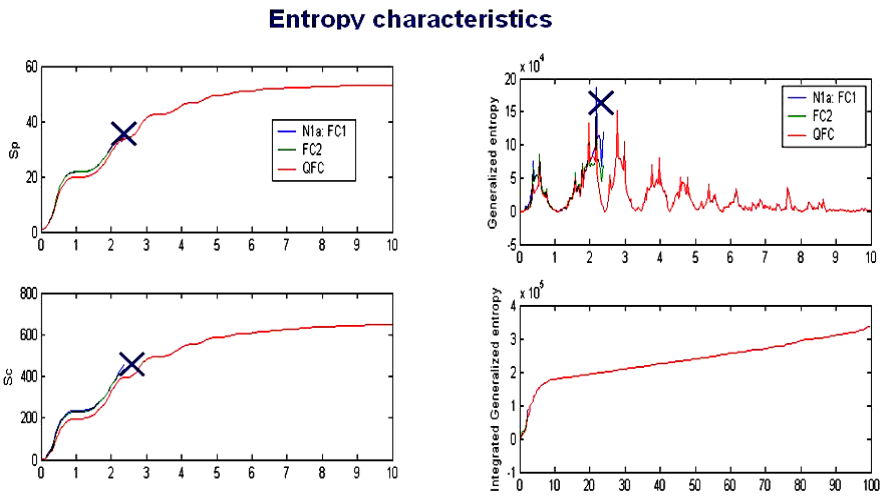 Entropy characteristics
Sp
60
40
20
0
0 1 2 3 4 5 6 7 8 9 10
N1a: FC1
FC2
QFC
Generalized entropy
x 10^4
20
15
10
5
0
-5
0 1 2 3 4 5 6 7 8 9 10
N1a: FC1
FC2
QFC
Sc
800
600
400
200
0
0 1 2 3 4 5 6 7 8 9 10
Integrated Generalized entropy
x 10^5
4
3
2
1
0
-1
0 10 20 30 40 50 60 70 80 90 100